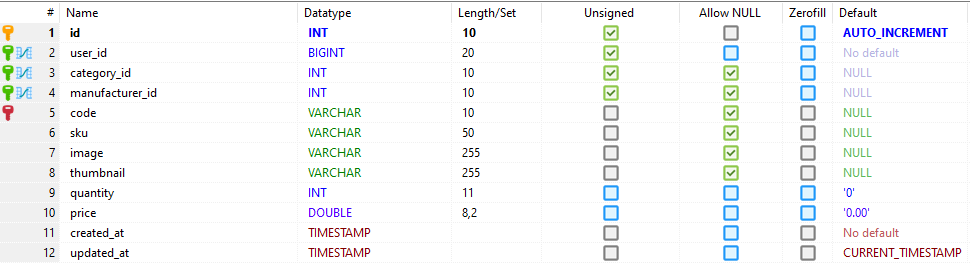 # Name Datatype Length/Set Unsigned Allow NULL Zerofill Default
1 id INT 10 AUTO_INCREMENT
2 user_id BIGINT 20 No default
3 category_id INT 10 NULL
4 manufacturer_id INT 10 NULL
5 code VARCHAR 10 NULL
6 sku VARCHAR 50 NULL
7 image VARCHAR 255 NULL
8 thumbnail VARCHAR 255 NULL
9 quantity INT 11 '0'
10 price DOUBLE 8,2 '0.00'
11 created_at TIMESTAMP No default
12 updated_at TIMESTAMP CURRENT_TIMESTAMP